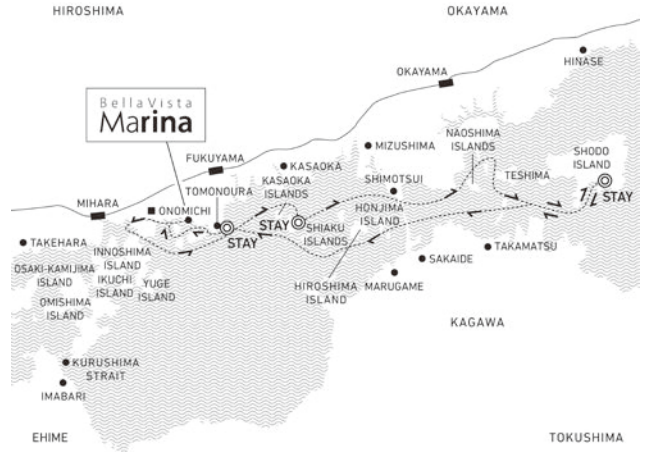 HIROSHIMA
OKAYAMA
HINASE
OKAYAMA
BellaVista
Marina
NAOSHIMA
ISLANDS
MIZUSHIMA
SHODO
ISLAND
FUKUYAMA
KASAOKA
KASAOKA
ISLANDS
SHIMOTSUI
TESHIMA
TOMONOURA
STAY
MIHARA
ONOMICHI
HONJIMA
ISLAND
STAY
STAY
SHIAKU
ISLANDS
TAKEHARA
INNOSHIMA
ISLAND
TAKAMATSU
OSAKI-KAMIJIMA
ISLAND
IKUCHI
ISLAND
YUGE
ISLAND
SAKAIDE
HIROSHIMA
ISLAND
MARUGAME
OMISHIMA
ISLAND
KAGAWA
KURUSHIMA
STRAIT
IMABARI
EHIME
TOKUSHIMA